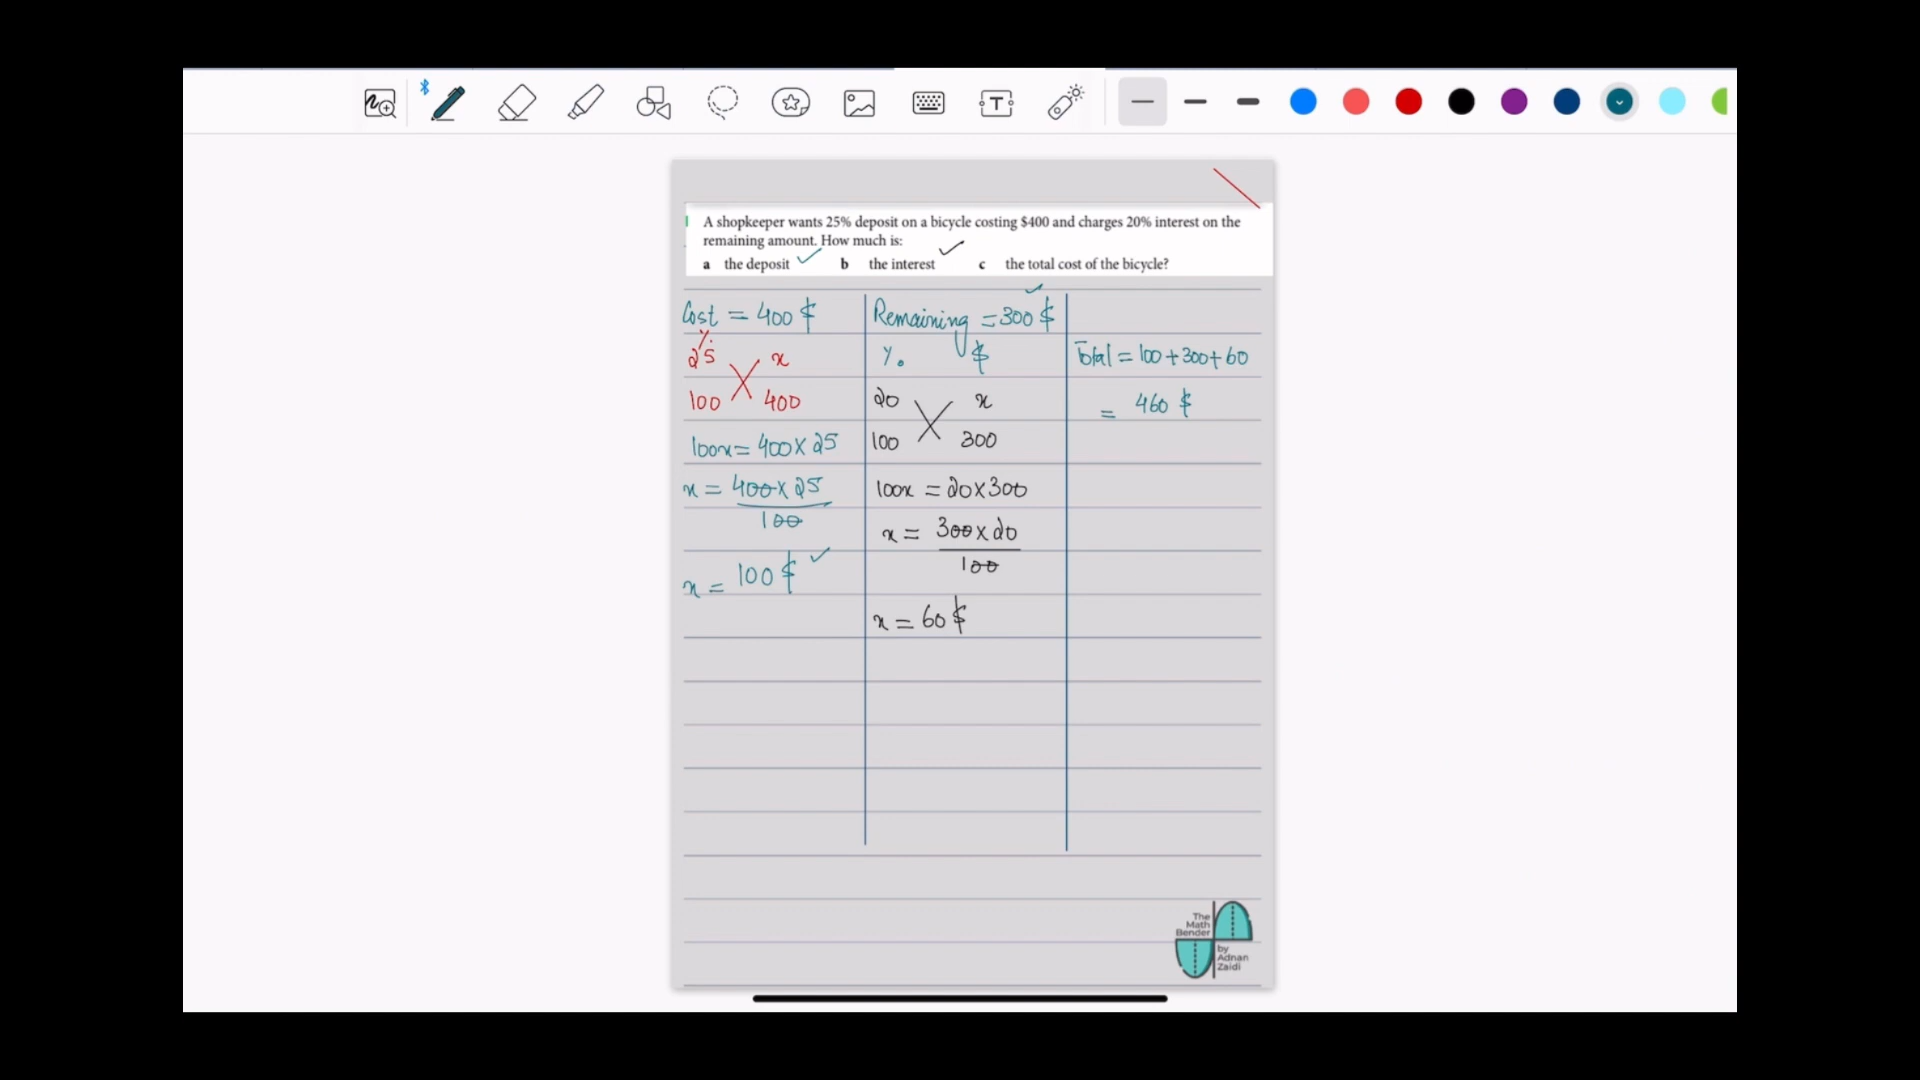 A shopkeeper wants 25% deposit on a bicycle costing $400 and charges 20% interest on the
remaining amount. How much is:
a the deposit b the interest c the total cost of the bicycle?
Cost = 400 $
%
25 x
100 400
100x = 400 x 25
x = 400 x 25
100
x = 100 $
Remaining = 300 $
% $
20 x
100 300
100x = 20 x 300
x = 300 x 20
100
x = 60 $
Total = 100 + 300 + 60
= 460 $
The
Math
Bender
by
Adnan
Zaidi